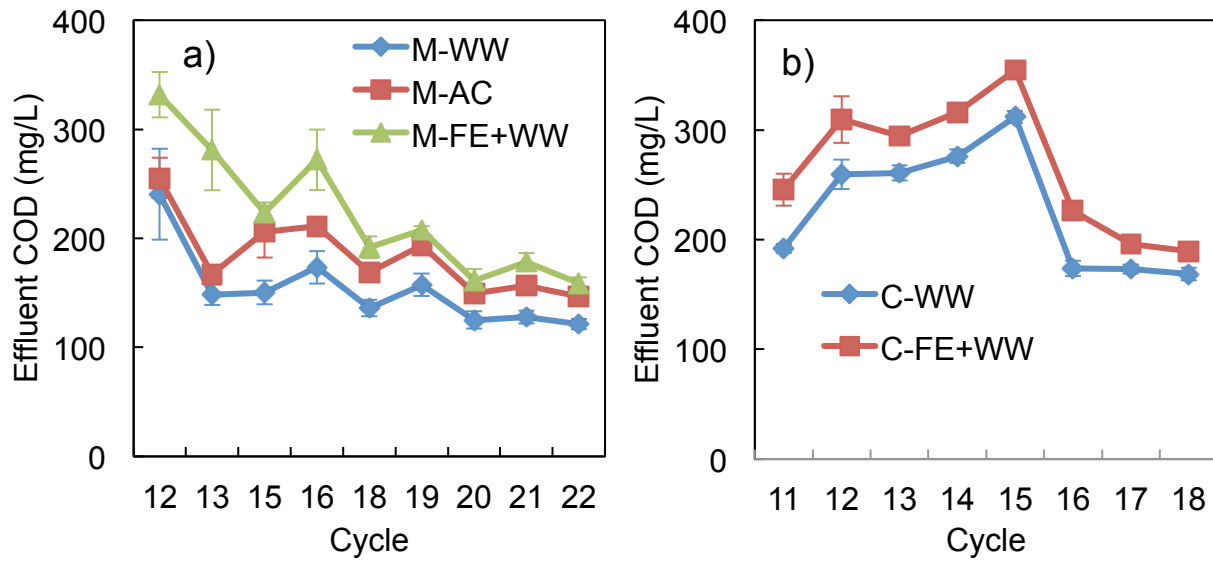 a)
M-WW
M-AC
M-FE+WW
Effluent COD (mg/L)
400
300
200
100
0
12 13 15 16 18 19 20 21 22
Cycle
b)
C-WW
C-FE+WW
Effluent COD (mg/L)
400
300
200
100
0
11 12 13 14 15 16 17 18
Cycle